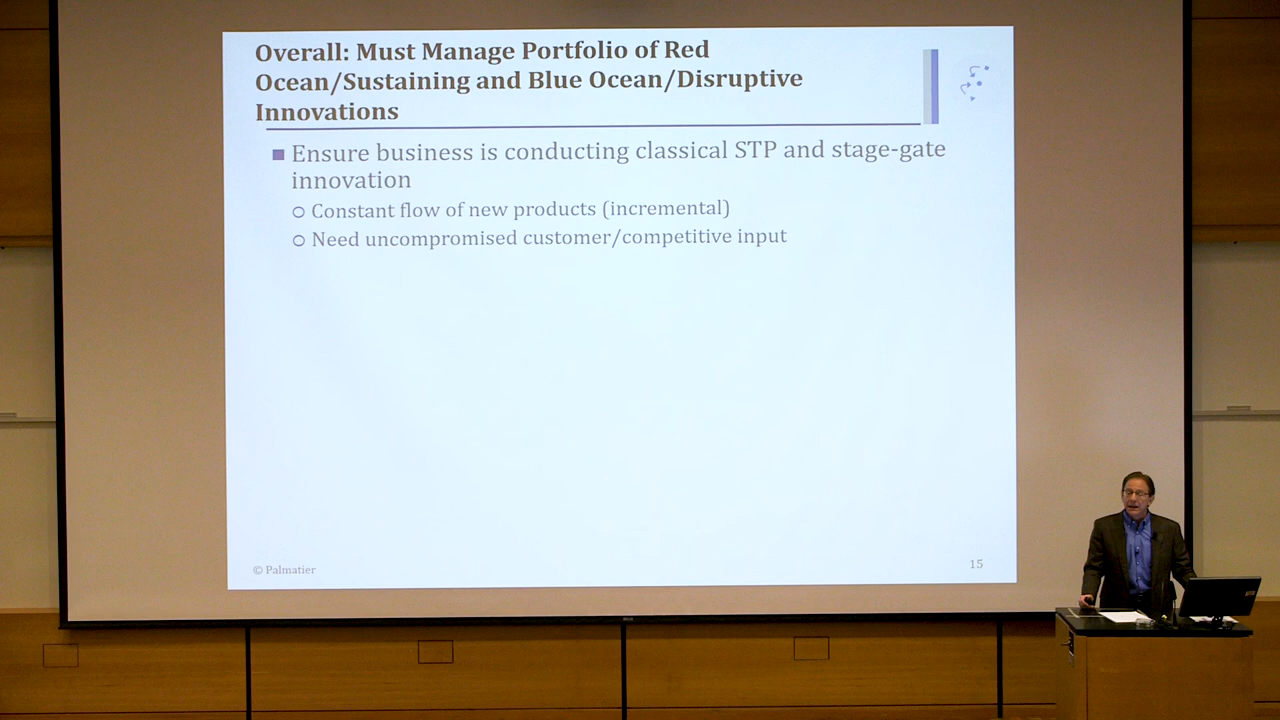 Overall: Must Manage Portfolio of Red
Ocean/Sustaining and Blue Ocean/Disruptive
Innovations
Ensure business is conducting classical STP and stage-gate
innovation
Constant flow of new products (incremental)
Need uncompromised customer/competitive input
© Palmatier
15